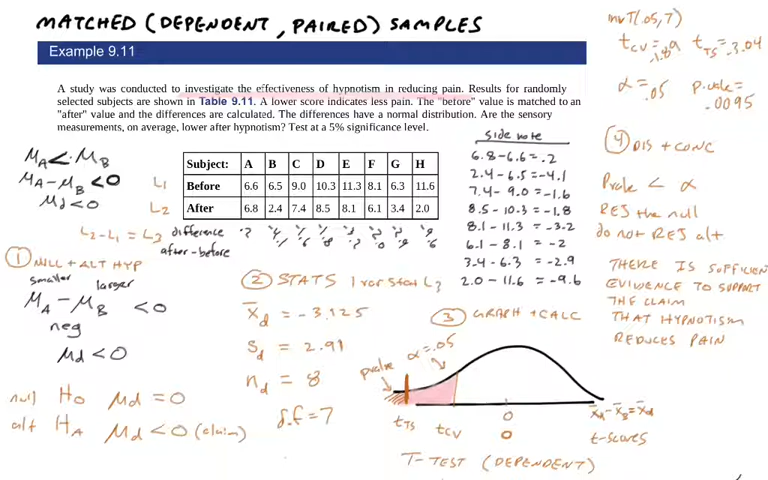 MATCHED (DEPENDENT, PAIRED) SAMPLES
Example 9.11
A study was conducted to investigate the effectiveness of hypnotism in reducing pain. Results for randomly
selected subjects are shown in Table 9.11. A lower score indicates less pain. The "before" value is matched to an
"after" value and the differences are calculated. The differences have a normal distribution. Are the sensory
measurements, on average, lower after hypnotism? Test at a 5% significance level.
μA < μB
μA - μB < 0
μd < 0
Subject: A B C D E F G H
L1 Before 6.6 6.5 9.0 10.3 11.3 8.1 6.3 11.6
L2 After 6.8 2.4 7.4 8.5 8.1 6.1 3.4 2.0
L2 - L1 = L3 difference
after - before
side note
6.8 - 6.6 = .2
2.4 - 6.5 = -4.1
7.4 - 9.0 = -1.6
8.5 - 10.3 = -1.8
8.1 - 11.3 = -3.2
6.1 - 8.1 = -2
3.4 - 6.3 = -2.9
2.0 - 11.6 = -9.6
① NULL + ALT HYP
smaller larger
μA - μB < 0
neg
μd < 0
null H0 μd = 0
alt HA μd < 0 (claim)
② STATS 1 var stat L3
x̄d = -3.125
sd = 2.91
nd = 8
d.f = 7
③ GRAPH + CALC
pvalue α = .05
tTS tCV 0
0
x̄A - x̄B = x̄d
t-scores
T-TEST (DEPENDENT)
invT(.05, 7)
tCV = -1.89 tTS = -3.04
α = .05 p-value = .0095
④ DIS + CONC
Pvalue < α
REJ the null
do not REJ alt
THERE IS SUFFICIEN
EVIDENCE TO SUPPORT
THE CLAIM
THAT HYPNOTISM
REDUCES PAIN